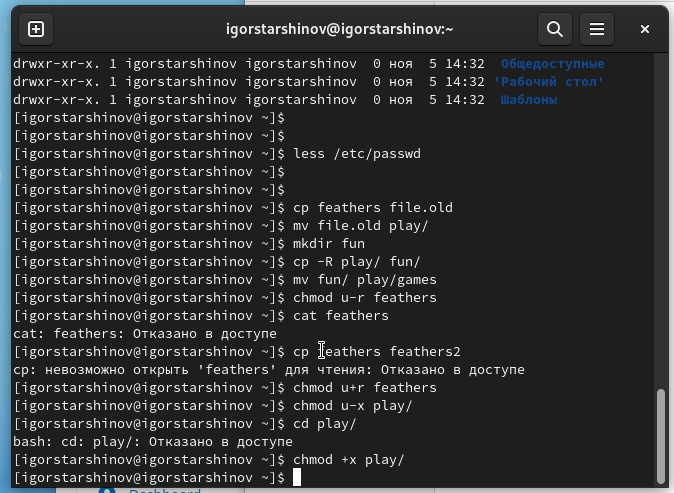 igorstarshinov@igorstarshinov:~
drwxr-xr-x. 1 igorstarshinov igorstarshinov 0 ноя 5 14:32 Общедоступные
drwxr-xr-x. 1 igorstarshinov igorstarshinov 0 ноя 5 14:32 'Рабочий стол'
drwxr-xr-x. 1 igorstarshinov igorstarshinov 0 ноя 5 14:32 Шаблоны
[igorstarshinov@igorstarshinov ~]$
[igorstarshinov@igorstarshinov ~]$
[igorstarshinov@igorstarshinov ~]$ less /etc/passwd
[igorstarshinov@igorstarshinov ~]$
[igorstarshinov@igorstarshinov ~]$
[igorstarshinov@igorstarshinov ~]$ cp feathers file.old
[igorstarshinov@igorstarshinov ~]$ mv file.old play/
[igorstarshinov@igorstarshinov ~]$ mkdir fun
[igorstarshinov@igorstarshinov ~]$ cp -R play/ fun/
[igorstarshinov@igorstarshinov ~]$ mv fun/ play/games
[igorstarshinov@igorstarshinov ~]$ chmod u-r feathers
[igorstarshinov@igorstarshinov ~]$ cat feathers
cat: feathers: Отказано в доступе
[igorstarshinov@igorstarshinov ~]$ cp feathers feathers2
cp: невозможно открыть 'feathers' для чтения: Отказано в доступе
[igorstarshinov@igorstarshinov ~]$ chmod u+r feathers
[igorstarshinov@igorstarshinov ~]$ chmod u-x play/
[igorstarshinov@igorstarshinov ~]$ cd play/
bash: cd: play/: Отказано в доступе
[igorstarshinov@igorstarshinov ~]$ chmod +x play/
[igorstarshinov@igorstarshinov ~]$
Dashboard